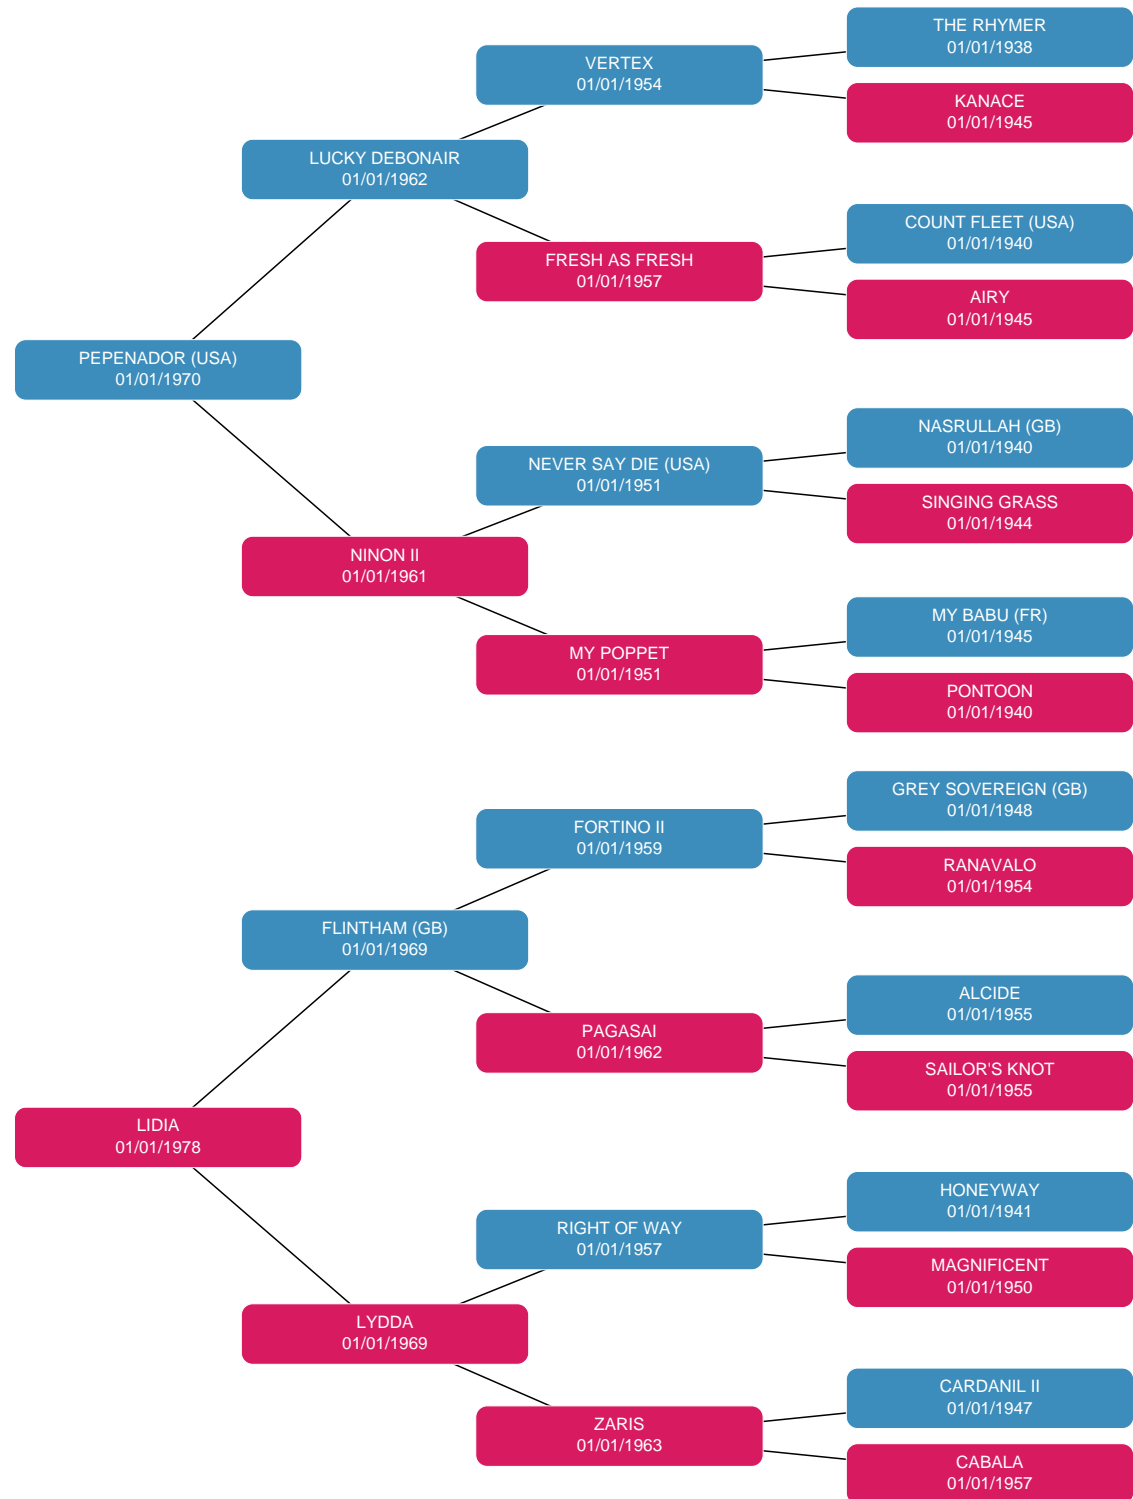 THE RHYMER
01/01/1938
VERTEX
01/01/1954
KANACE
01/01/1945
LUCKY DEBONAIR
01/01/1962
COUNT FLEET (USA)
01/01/1940
FRESH AS FRESH
01/01/1957
AIRY
01/01/1945
PEPENADOR (USA)
01/01/1970
NASRULLAH (GB)
01/01/1940
NEVER SAY DIE (USA)
01/01/1951
SINGING GRASS
01/01/1944
NINON II
01/01/1961
MY BABU (FR)
01/01/1945
MY POPPET
01/01/1951
PONTOON
01/01/1940
GREY SOVEREIGN (GB)
01/01/1948
FORTINO II
01/01/1959
RANAVALO
01/01/1954
FLINTHAM (GB)
01/01/1969
ALCIDE
01/01/1955
PAGASAI
01/01/1962
SAILOR'S KNOT
01/01/1955
LIDIA
01/01/1978
HONEYWAY
01/01/1941
RIGHT OF WAY
01/01/1957
MAGNIFICENT
01/01/1950
LYDDA
01/01/1969
CARDANIL II
01/01/1947
ZARIS
01/01/1963
CABALA
01/01/1957